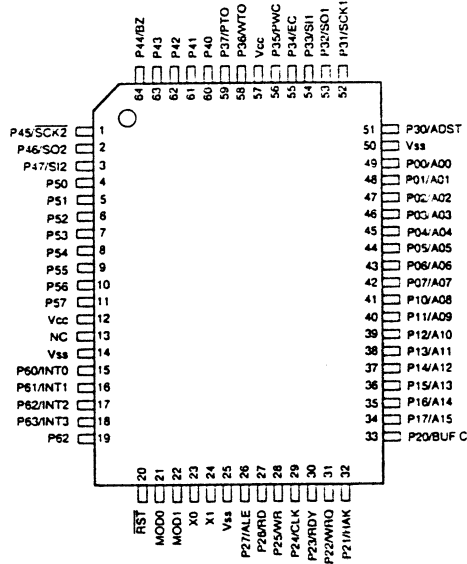 P44/BZ
P43
P42
P41
P40
P37/PTO
P36/WTO
Vcc
P35/PWC
P34/EC
P33/SI1
P32/SO1
P31/SCK1
64
63
62
61
60
59
58
57
56
55
54
53
52
P45/SCK2 1
P46/SO2 2
P47/SI2 3
P50 4
P51 5
P52 6
P53 7
P54 8
P55 9
P56 10
P57 11
Vcc 12
NC 13
Vss 14
P60/INT0 15
P61/INT1 16
P62/INT2 17
P63/INT3 18
P62 19
51 P30/ADST
50 Vss
49 P00/A00
48 P01/A01
47 P02/A02
46 P03/A03
45 P04/A04
44 P05/A05
43 P06/A06
42 P07/A07
41 P10/A08
40 P11/A09
39 P12/A10
38 P13/A11
37 P14/A12
36 P15/A13
35 P16/A14
34 P17/A15
33 P20/BUF C
20
21
22
23
24
25
26
27
28
29
30
31
32
RST
MOD0
MOD1
X0
X1
Vss
P27/ALE
P26/RD
P25/WR
P24/CLK
P23/RDY
P22/WRQ
P21/HAK